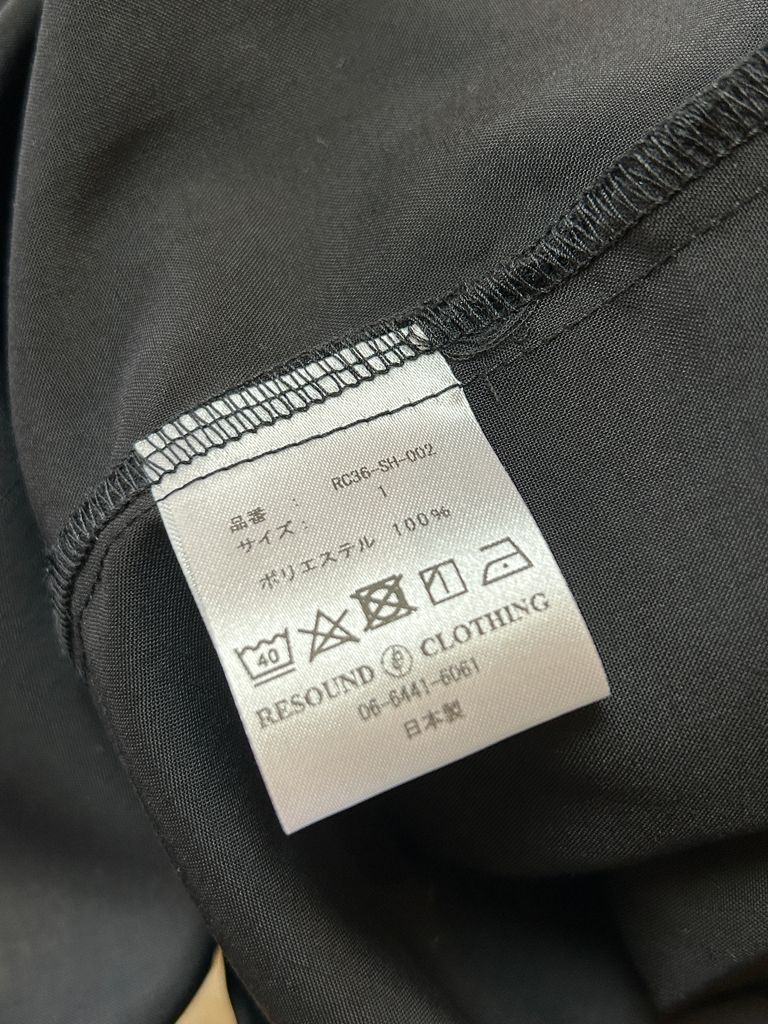 品番 : RC36-SH-002
サイズ : 1
ポリエステル 100%
40
RESOUND CLOTHING
06-6441-6061
日本製